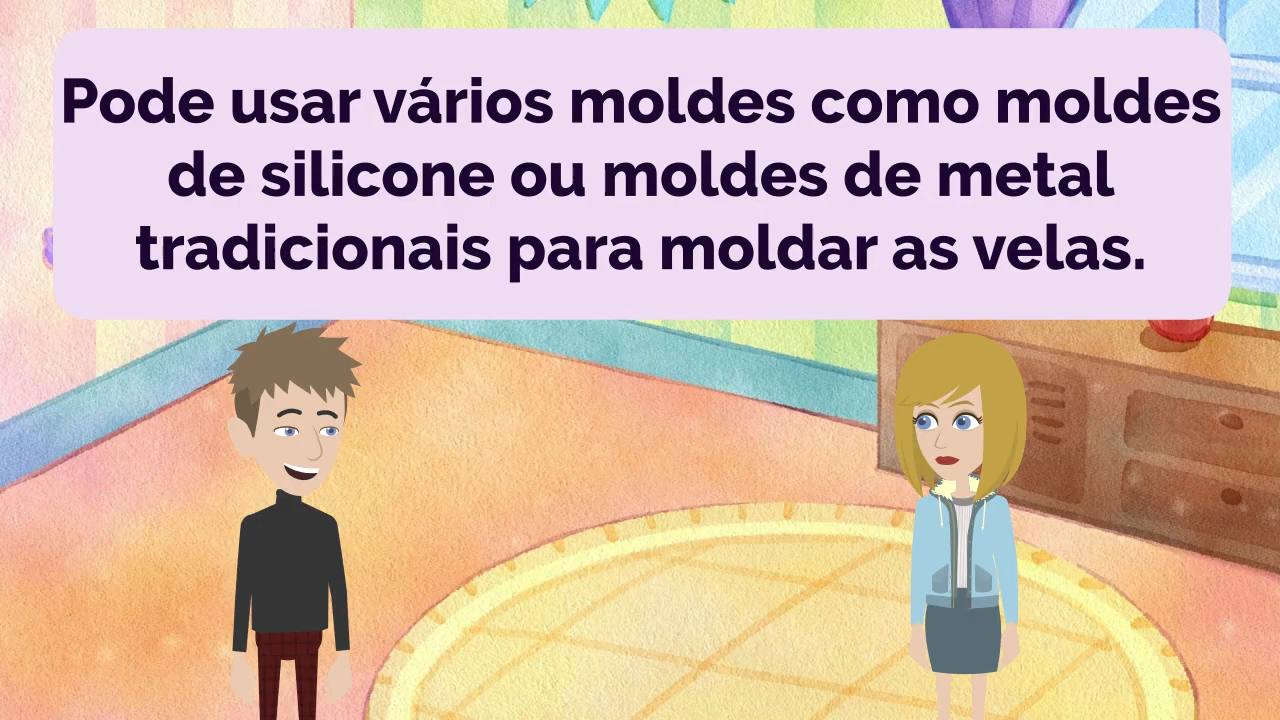 Pode usar vários moldes como moldes
de silicone ou moldes de metal
tradicionais para moldar as velas.